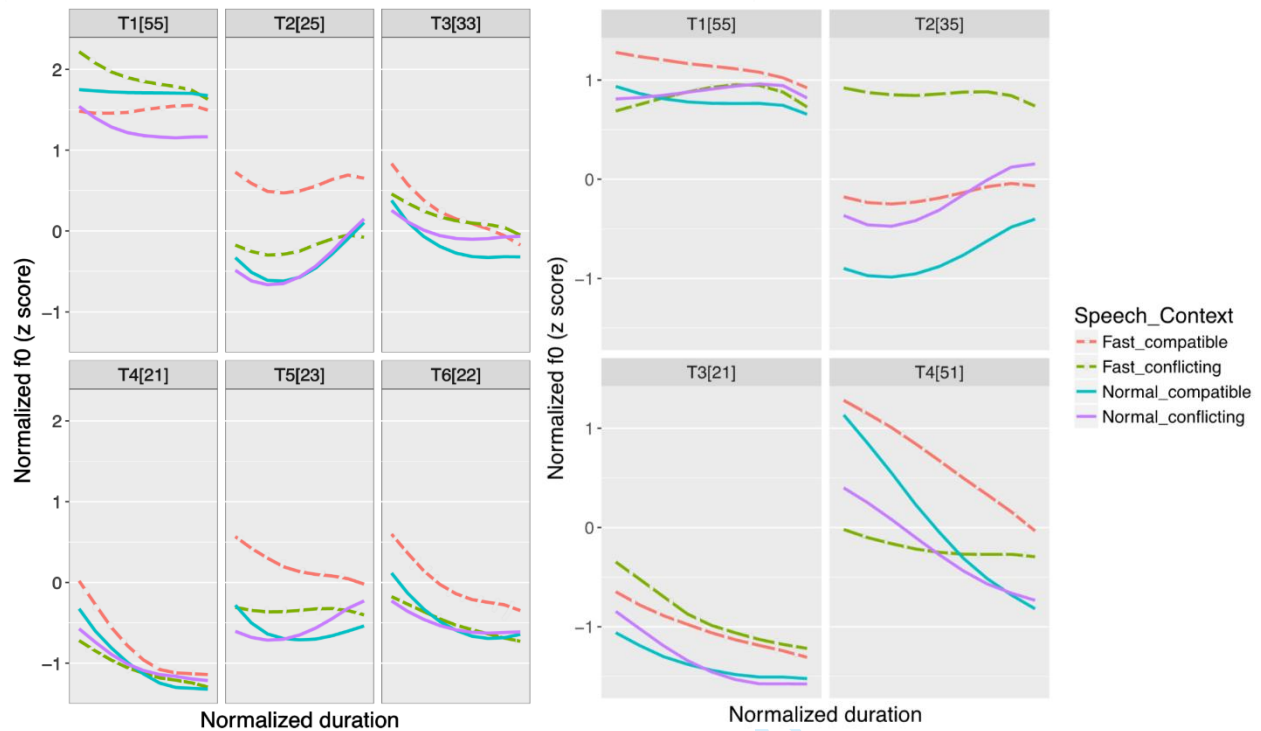 T1[55] T2[25] T3[33]
2
1
0
−1
T4[21] T5[23] T6[22]
2
1
0
−1
Normalized f0 (z score)
Normalized duration
T1[55] T2[35]
1
0
−1
T3[21] T4[51]
1
0
−1
Normalized f0 (z score)
Normalized duration
Speech_Context
Fast_compatible
Fast_conflicting
Normal_compatible
Normal_conflicting